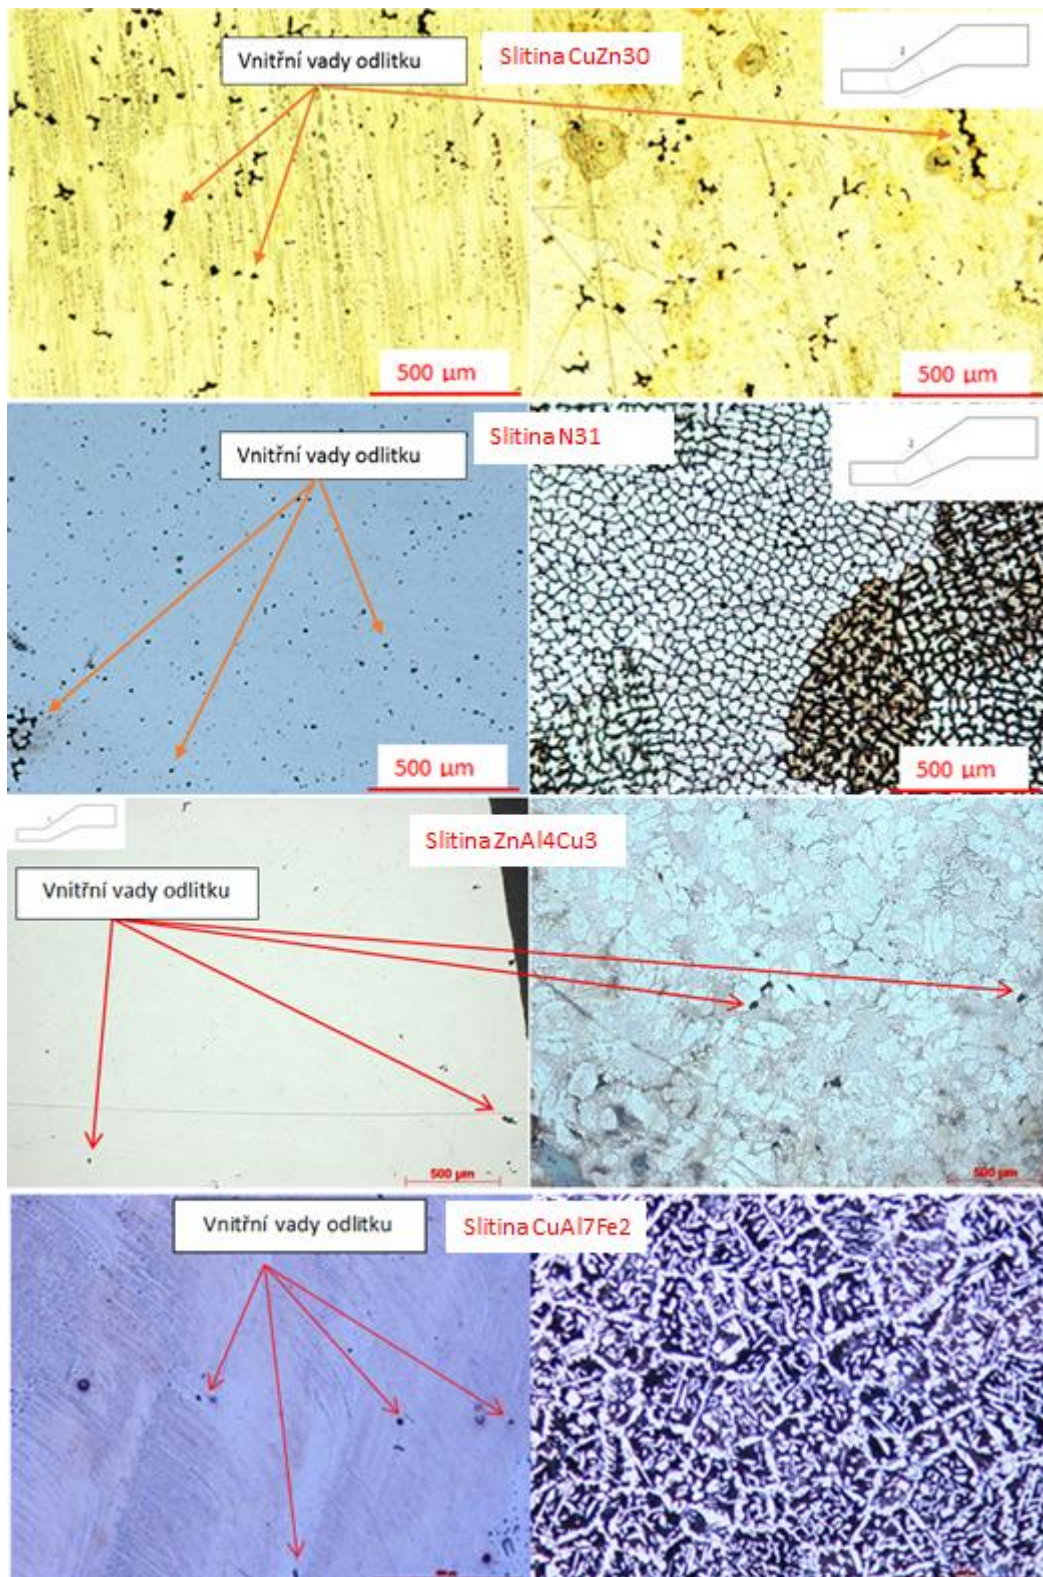 Vnitřní vady odlitku
Slitina CuZn30
500 µm
500 µm
Vnitřní vady odlitku
Slitina N31
500 µm
500 µm
Slitina ZnAl4Cu3
Vnitřní vady odlitku
500 µm
500 µm
Vnitřní vady odlitku
Slitina CuAl7Fe2